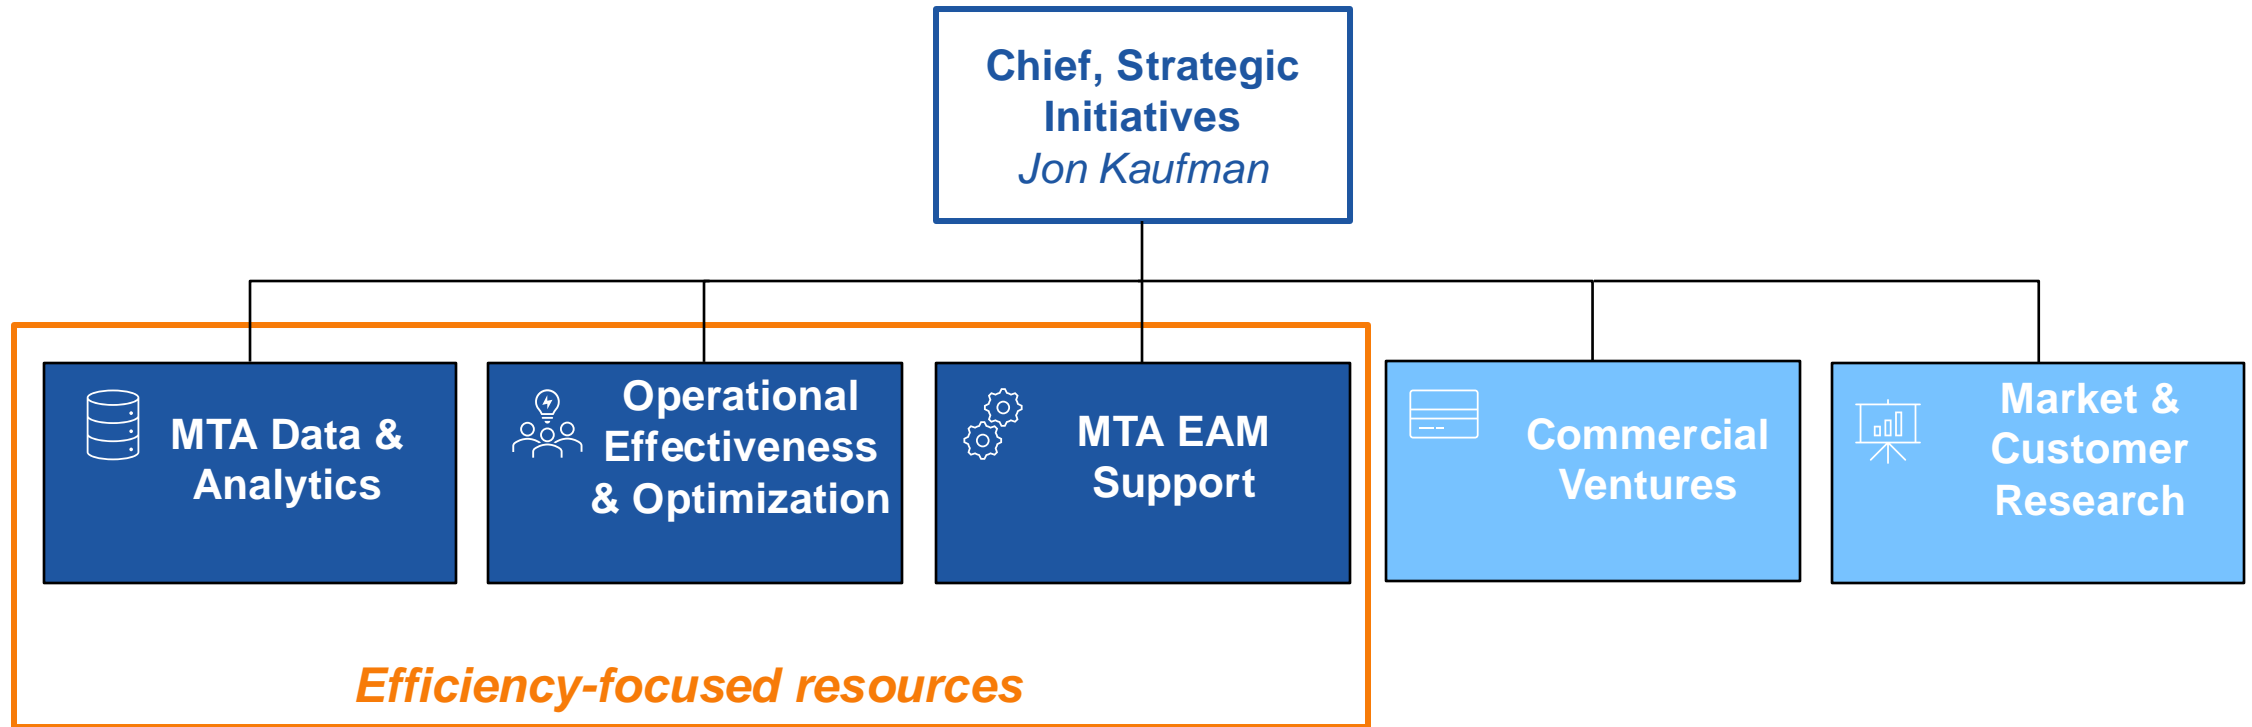 Chief, Strategic
Initiatives
Jon Kaufman
MTA Data &
Analytics
Operational
Effectiveness
& Optimization
MTA EAM
Support
Commercial
Ventures
Market &
Customer
Research
Efficiency-focused resources